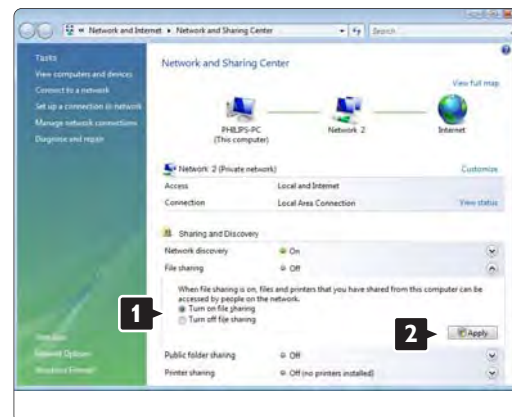 Network and Internet ▸ Network and Sharing Center
Search
Tasks
View computers and devices
Connect to a network
Set up a connection or network
Manage network connections
Diagnose and repair
Network and Sharing Center
View full map
PHILIPS-PC
(This computer)
Network 2
Internet
Network 2 (Private network)
Customize
Access
Local and Internet
Connection
Local Area Connection
View status
Sharing and Discovery
Network discovery
On
File sharing
Off
When file sharing is on, files and printers that you have shared from this computer can be
accessed by people on the network.
1
Turn on file sharing
Turn off file sharing
2
Apply
Public folder sharing
Off
Printer sharing
Off (no printers installed)
Internet Options
Windows Firewall